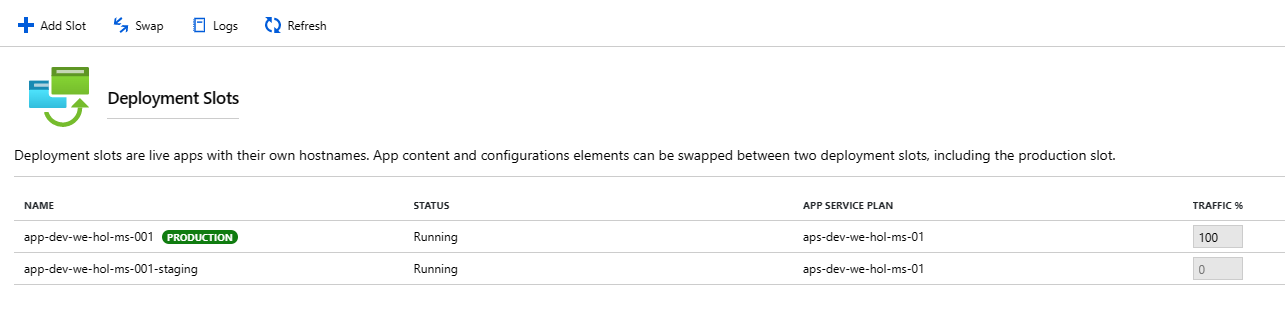 Add Slot Swap Logs Refresh
Deployment Slots
Deployment slots are live apps with their own hostnames. App content and configurations elements can be swapped between two deployment slots, including the production slot.
NAME STATUS APP SERVICE PLAN TRAFFIC %
app-dev-we-hol-ms-001 PRODUCTION Running aps-dev-we-hol-ms-01 100
app-dev-we-hol-ms-001-staging Running aps-dev-we-hol-ms-01 0